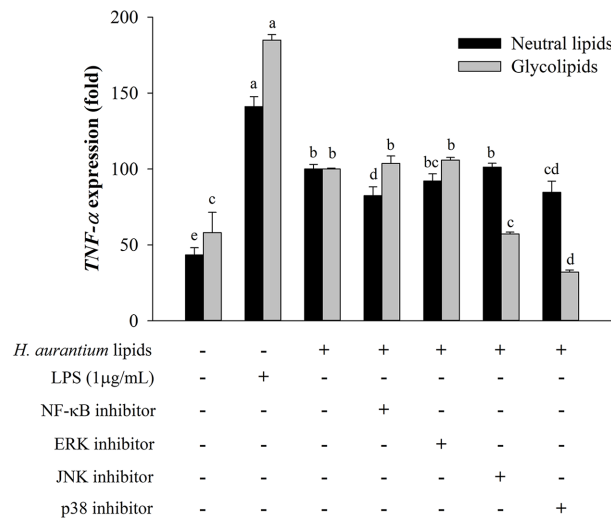 200
Neutral lipids
Glycolipids
150
100
50
0
TNF-α expression (fold)
e c a a b b d b bc b b c cd d
H. aurantium lipids - - + + + + +
LPS (1μg/mL) - + - - - - -
NF-κB inhibitor - - - + - - -
ERK inhibitor - - - - + - -
JNK inhibitor - - - - - + -
p38 inhibitor - - - - - - +